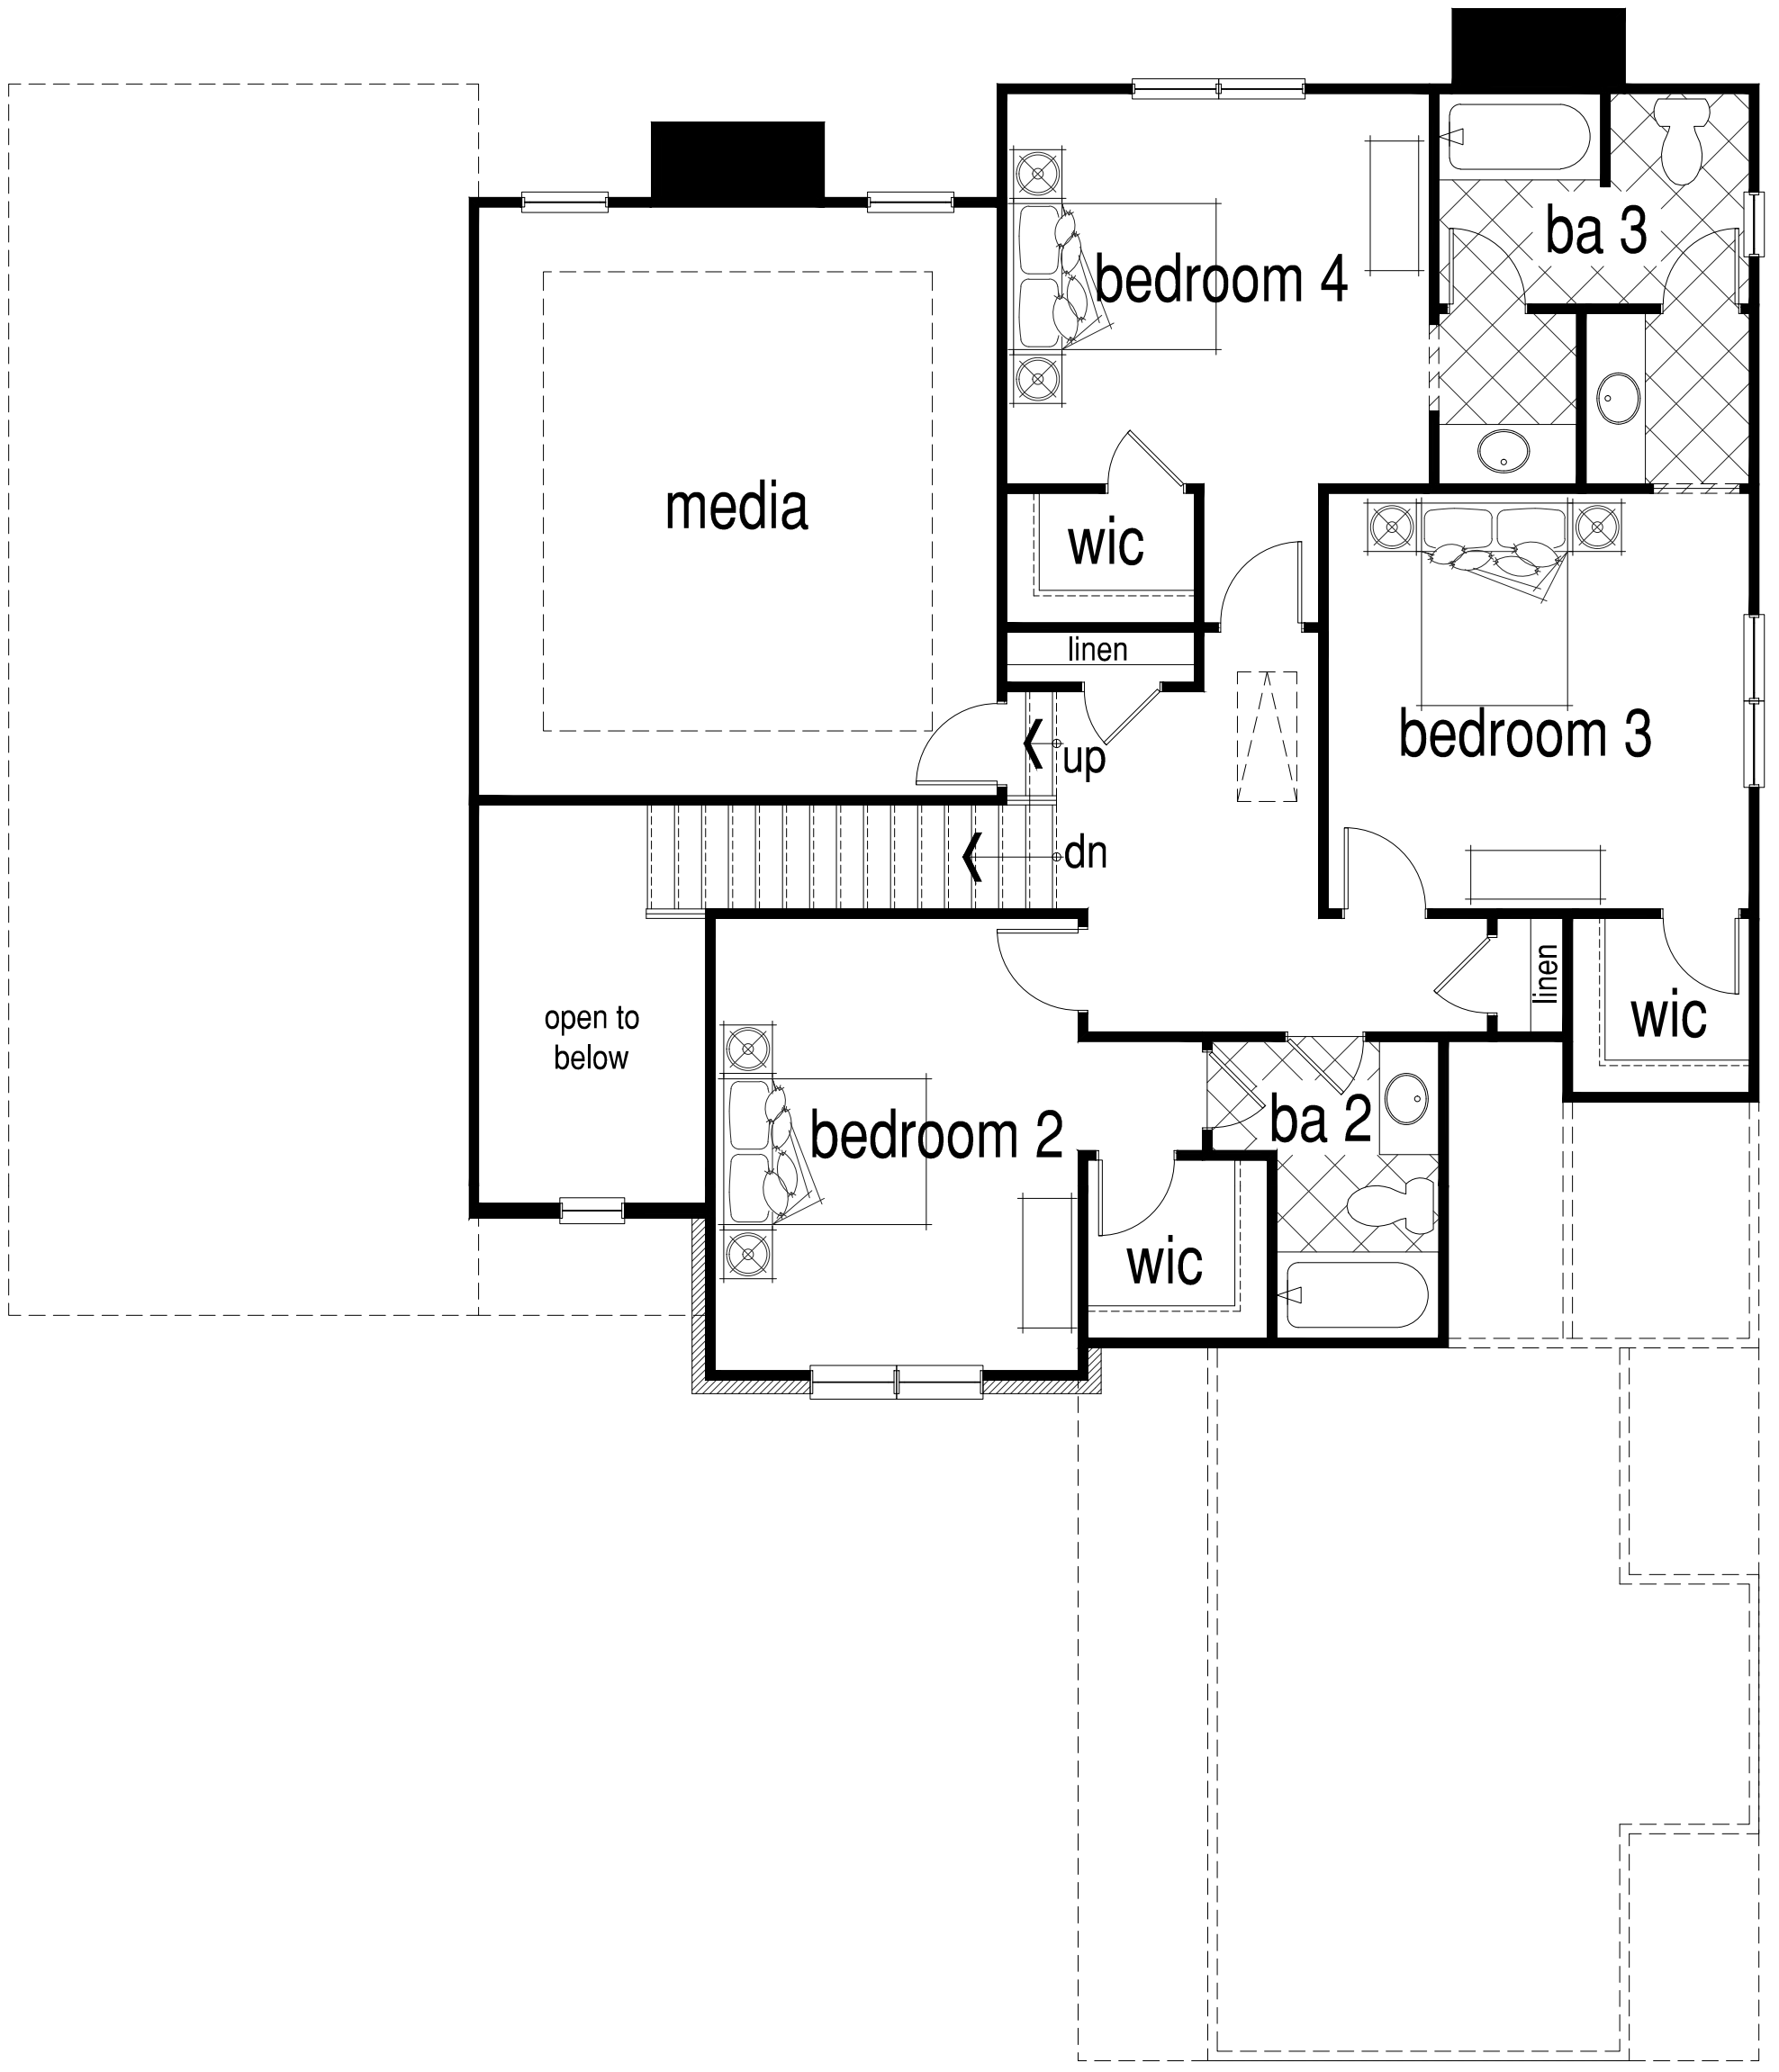 ba 3
bedroom 4
media
wic
linen
bedroom 3
up
dn
linen
wic
open to
below
bedroom 2
ba 2
wic